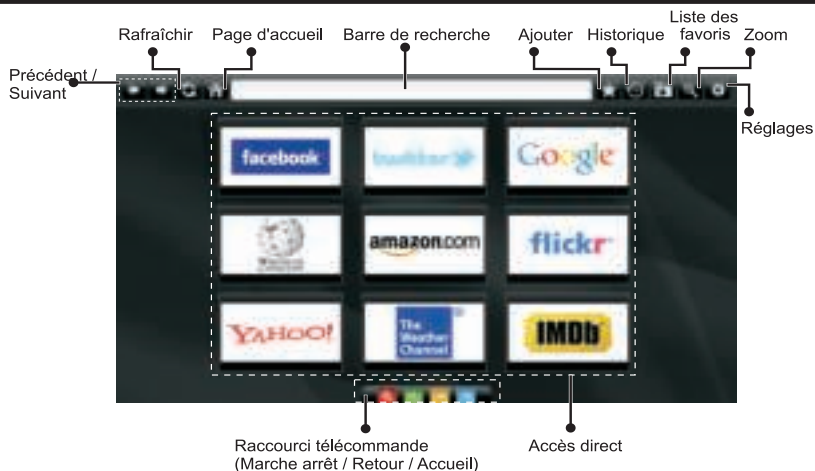 Rafraîchir Page d'accueil Barre de recherche Ajouter Historique Liste des favoris Zoom
Précédent /
Suivant
Réglages
facebook twitter Google
amazon.com flickr
YAHOO! The Weather Channel IMDb
Raccourci télécommande
(Marche arrêt / Retour / Accueil)
Accès direct